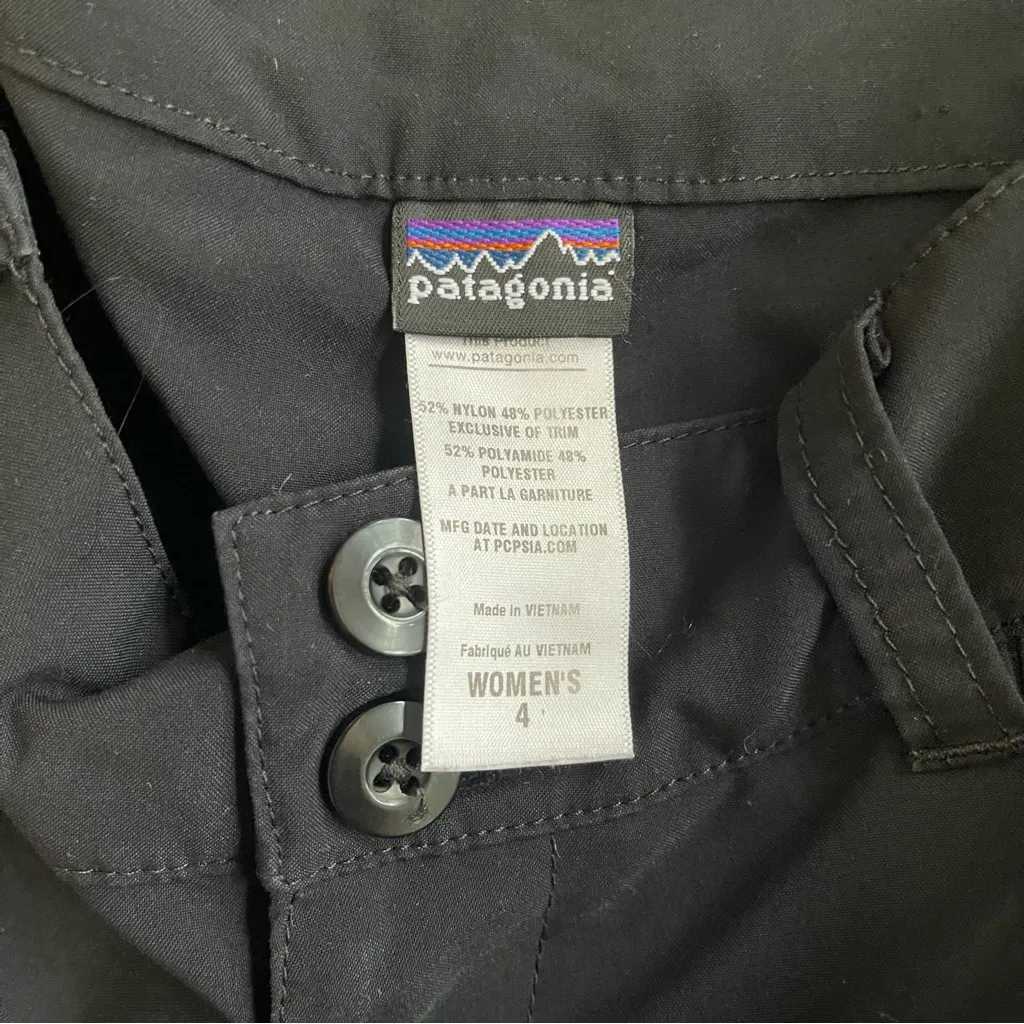 patagonia
This Product
www.patagonia.com
52% NYLON 48% POLYESTER
EXCLUSIVE OF TRIM
52% POLYAMIDE 48%
POLYESTER
A PART LA GARNITURE
MFG DATE AND LOCATION
AT PCPSIA.COM
Made in VIETNAM
Fabriqué AU VIETNAM
WOMEN'S
4